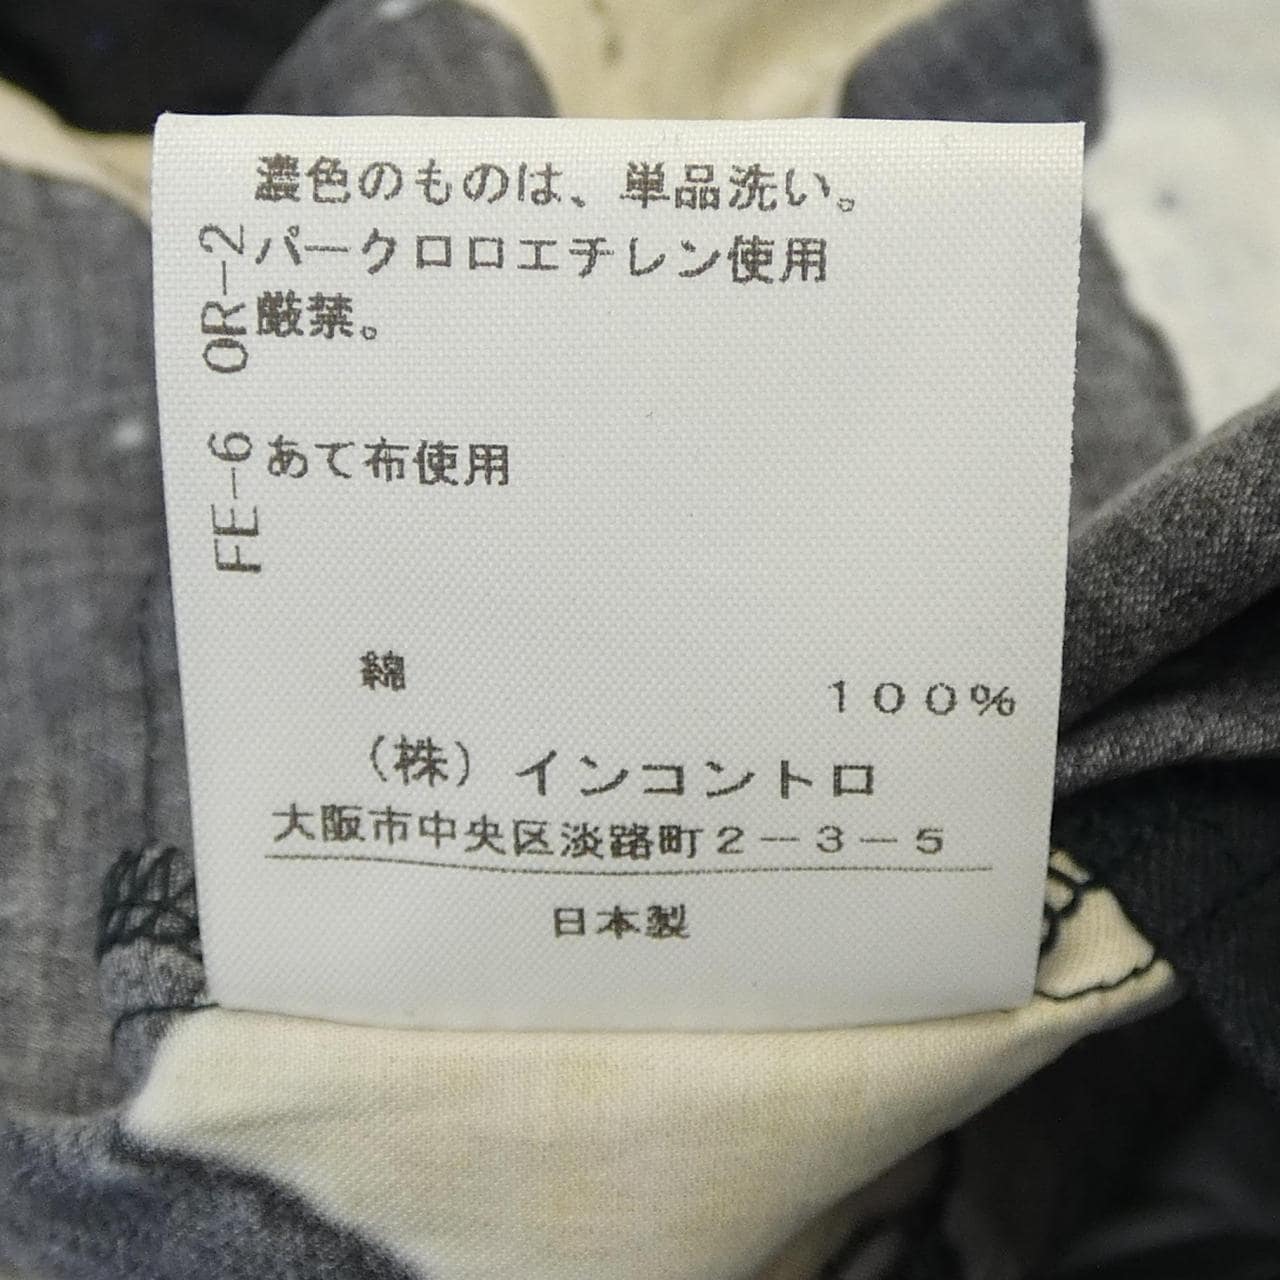 濃色のものは、単品洗い。
パークロロエチレン使用
厳禁。
あて布使用
FE-6 OR-2
綿 100%
(株)インコントロ
大阪市中央区淡路町2-3-5
日本製